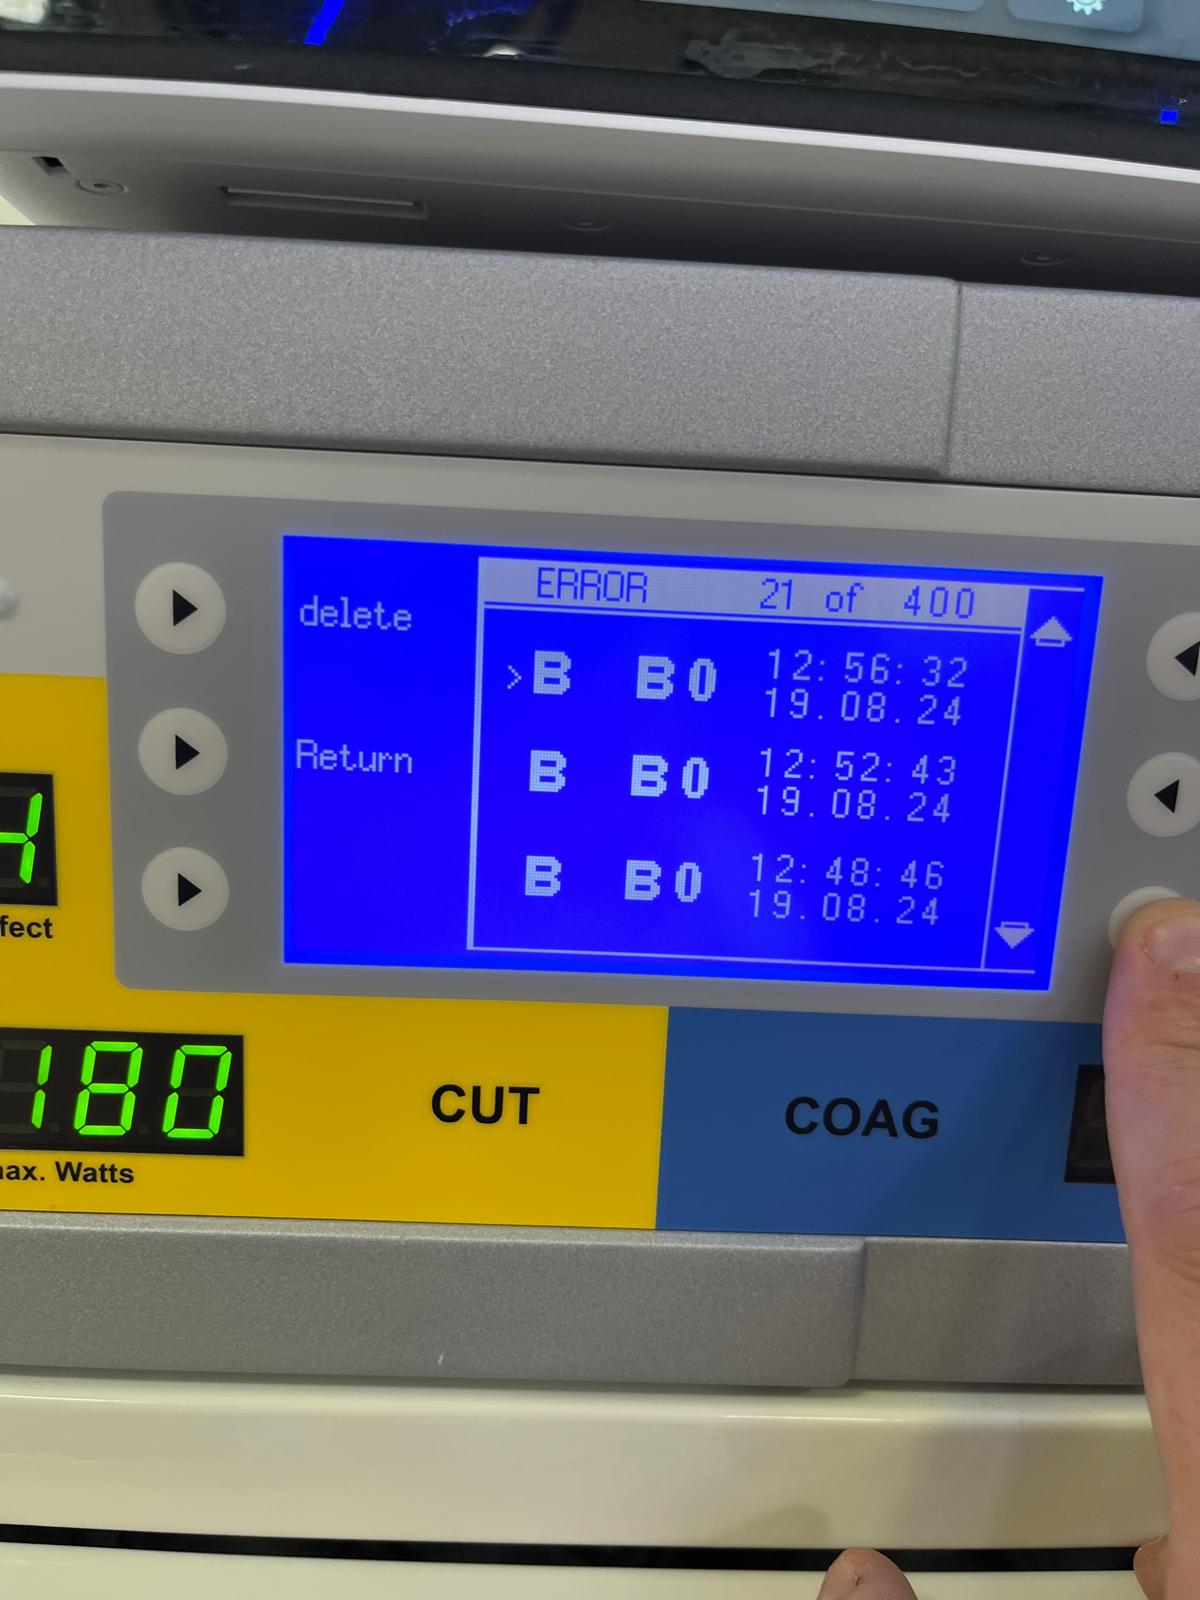 ERROR 21 of 400
delete
>B B0 12:56:32
19.08.24
Return
B B0 12:52:43
19.08.24
B B0 12:48:46
19.08.24
fect
180
CUT
COAG
ax. Watts